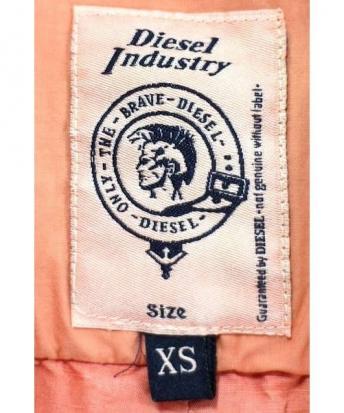 Diesel
Industry
ONLY - THE - BRAVE - DIESEL -
- DIESEL -
Guaranteed by DIESEL - not genuine without label -
Size
XS